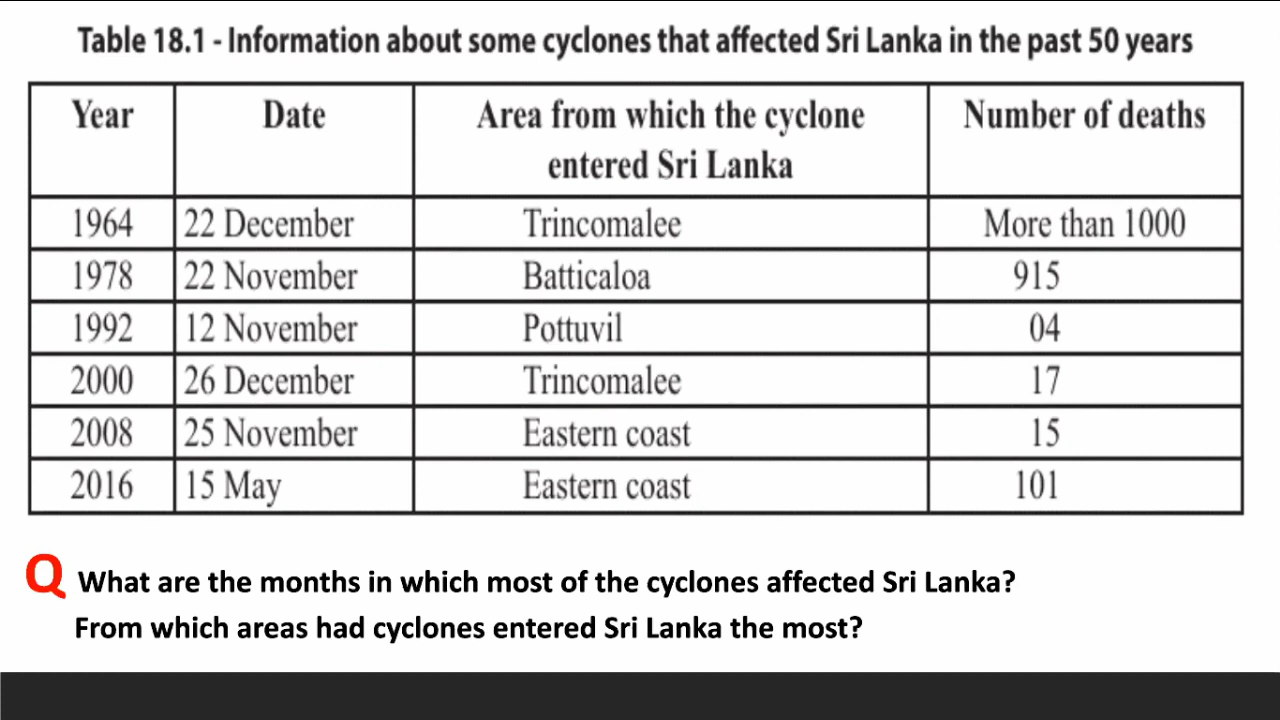 Table 18.1 - Information about some cyclones that affected Sri Lanka in the past 50 years
Year Date Area from which the cyclone entered Sri Lanka Number of deaths
1964 22 December Trincomalee More than 1000
1978 22 November Batticaloa 915
1992 12 November Pottuvil 04
2000 26 December Trincomalee 17
2008 25 November Eastern coast 15
2016 15 May Eastern coast 101
Q What are the months in which most of the cyclones affected Sri Lanka?
From which areas had cyclones entered Sri Lanka the most?